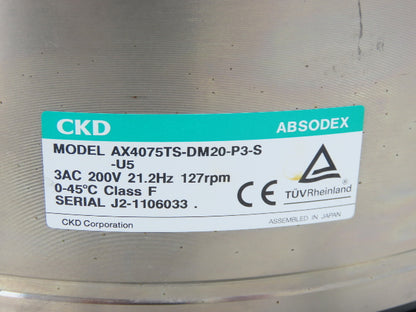 CKD ABSODEX
MODEL AX4075TS-DM20-P3-S
-U5
3AC 200V 21.2Hz 127rpm
0-45°C Class F
SERIAL J2-1106033 .
CE TÜVRheinland
CKD Corporation ASSEMBLED IN JAPAN